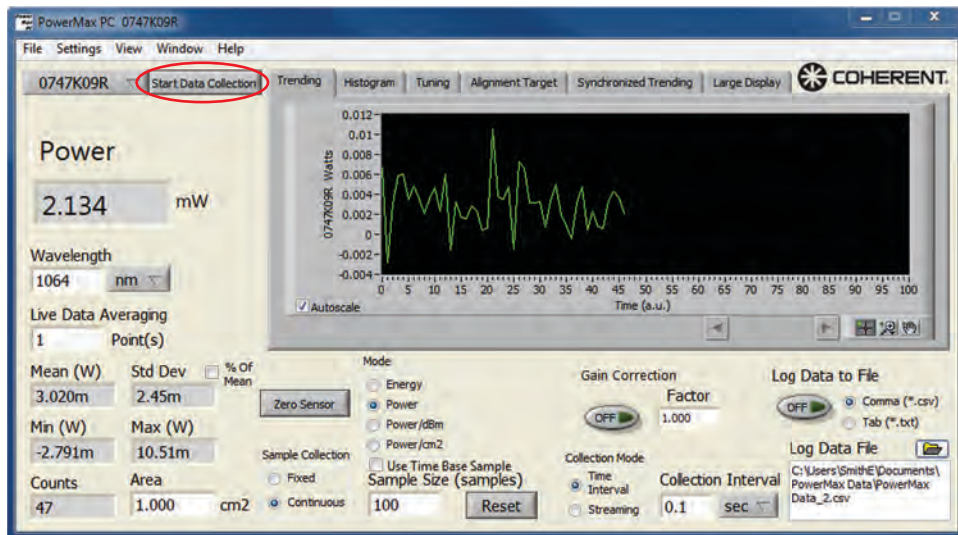 PowerMax PC 0747K09R
File Settings View Window Help
0747K09R Start Data Collection Trending Histogram Tuning Alignment Target Synchronized Trending Large Display COHERENT.
Power
2.134 mW
Wavelength
1064 nm
Live Data Averaging
1 Point(s)
0747K09R Watts
0.012
0.01
0.008
0.006
0.004
0.002
0
-0.002
-0.004
0 5 10 15 20 25 30 35 40 45 50 55 60 65 70 75 80 85 90 95 100
Time (a.u.)
Autoscale
Mean (W) Std Dev % Of Mean
3.020m 2.45m
Min (W) Max (W)
-2.791m 10.51m
Counts Area
47 1.000 cm2
Zero Sensor
Sample Collection
Fixed
Continuous
Mode
Energy
Power
Power/dBm
Power/cm2
Use Time Base Sample
Sample Size (samples)
100 Reset
Gain Correction
OFF Factor
1.000
Collection Mode
Time Interval
Streaming
Collection Interval
0.1 sec
Log Data to File
OFF Comma (*.csv)
Tab (*.txt)
Log Data File
C:\Users\SmithE\Documents\
PowerMax Data\PowerMax
Data_2.csv